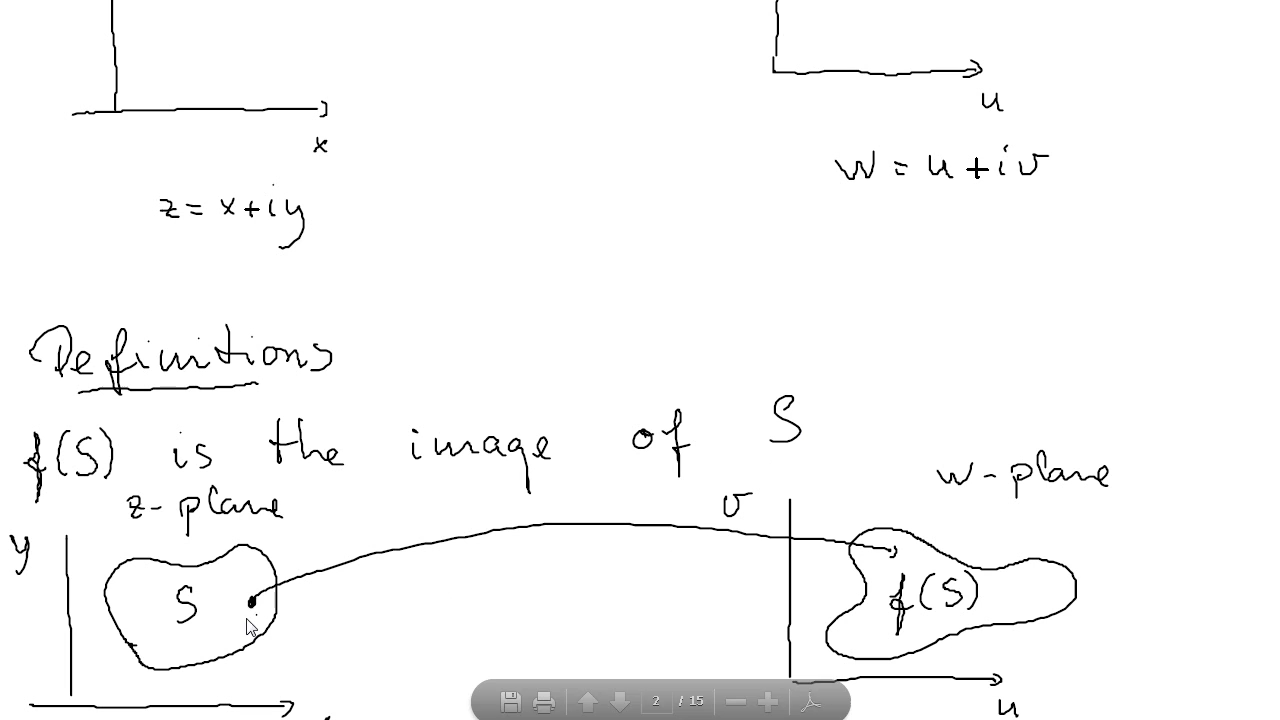 u
x
w = u + iv
z = x + iy
Definitions
f(S) is the image of S
z - plane
w - plane
v
y
S
f(S)
u
2 / 15